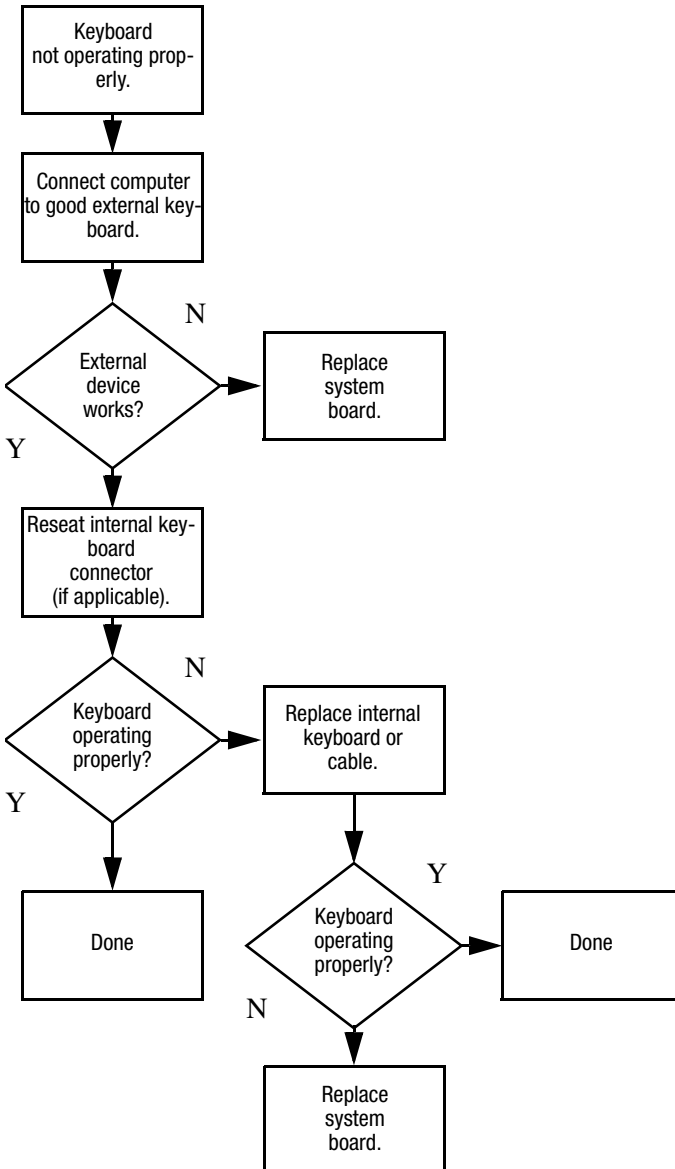 Keyboard
not operating prop-
erly.
Connect computer
to good external key-
board.
N
External
device
works?
Replace
system
board.
Y
Reseat internal key-
board
connector
(if applicable).
N
Keyboard
operating
properly?
Replace internal
keyboard or
cable.
Y
Y
Done
Keyboard
operating
properly?
Done
N
Replace
system
board.